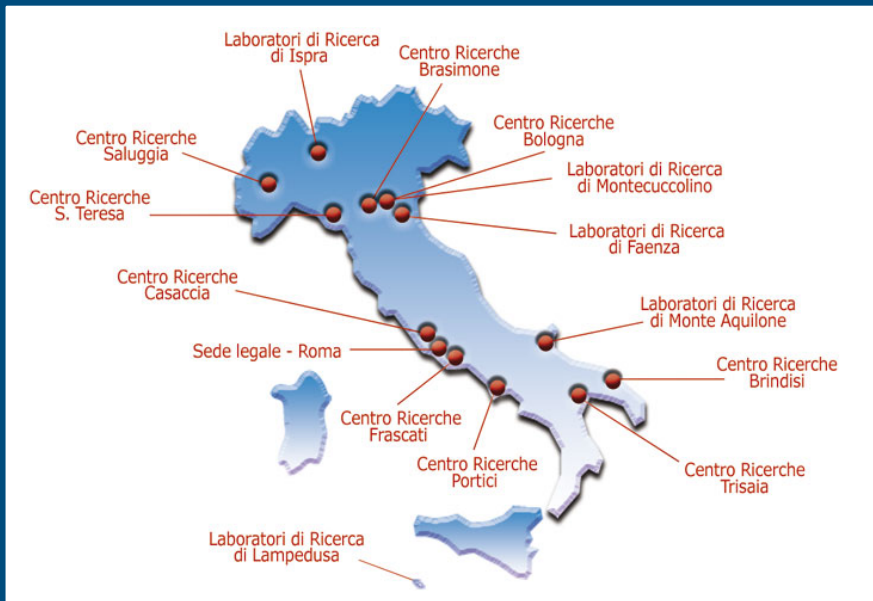 Laboratori di Ricerca
di Ispra
Centro Ricerche
Brasimone
Centro Ricerche
Bologna
Centro Ricerche
Saluggia
Laboratori di Ricerca
di Montecuccolino
Centro Ricerche
S. Teresa
Laboratori di Ricerca
di Faenza
Centro Ricerche
Casaccia
Laboratori di Ricerca
di Monte Aquilone
Sede legale - Roma
Centro Ricerche
Brindisi
Centro Ricerche
Frascati
Centro Ricerche
Portici
Centro Ricerche
Trisaia
Laboratori di Ricerca
di Lampedusa